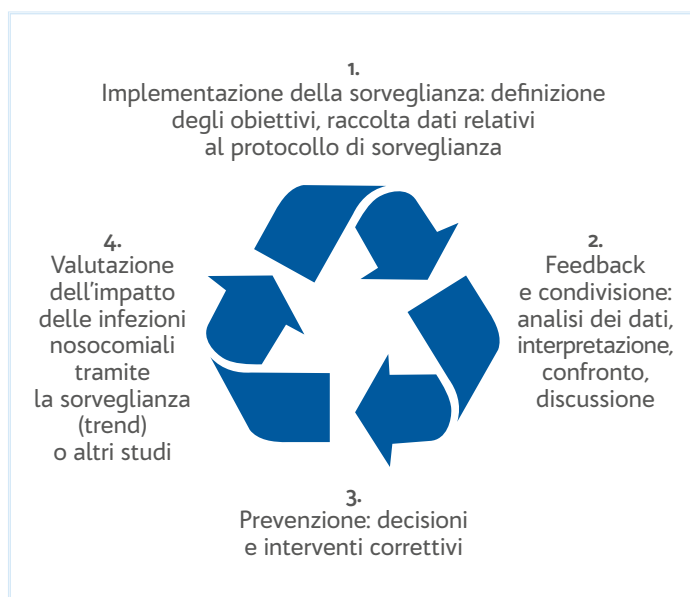 1.
Implementazione della sorveglianza: definizione
degli obiettivi, raccolta dati relativi
al protocollo di sorveglianza
2.
Feedback
e condivisione:
analisi dei dati,
interpretazione,
confronto,
discussione
3.
Prevenzione: decisioni
e interventi correttivi
4.
Valutazione
dell'impatto
delle infezioni
nosocomiali
tramite
la sorveglianza
(trend)
o altri studi